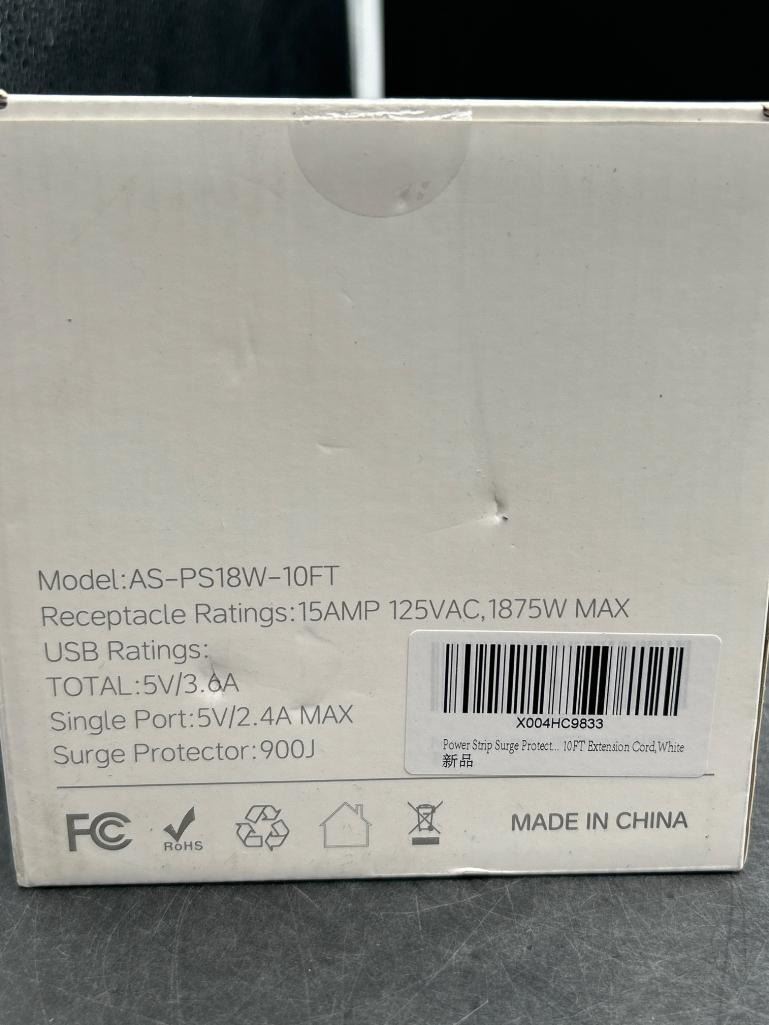 Model:AS-PS18W-10FT
Receptacle Ratings:15AMP 125VAC,1875W MAX
USB Ratings:
TOTAL:5V/3.6A
Single Port:5V/2.4A MAX
Surge Protector:900J
X004HC9833
Power Strip Surge Protect... 10FT Extension Cord,White
新品
FC
RoHS
MADE IN CHINA